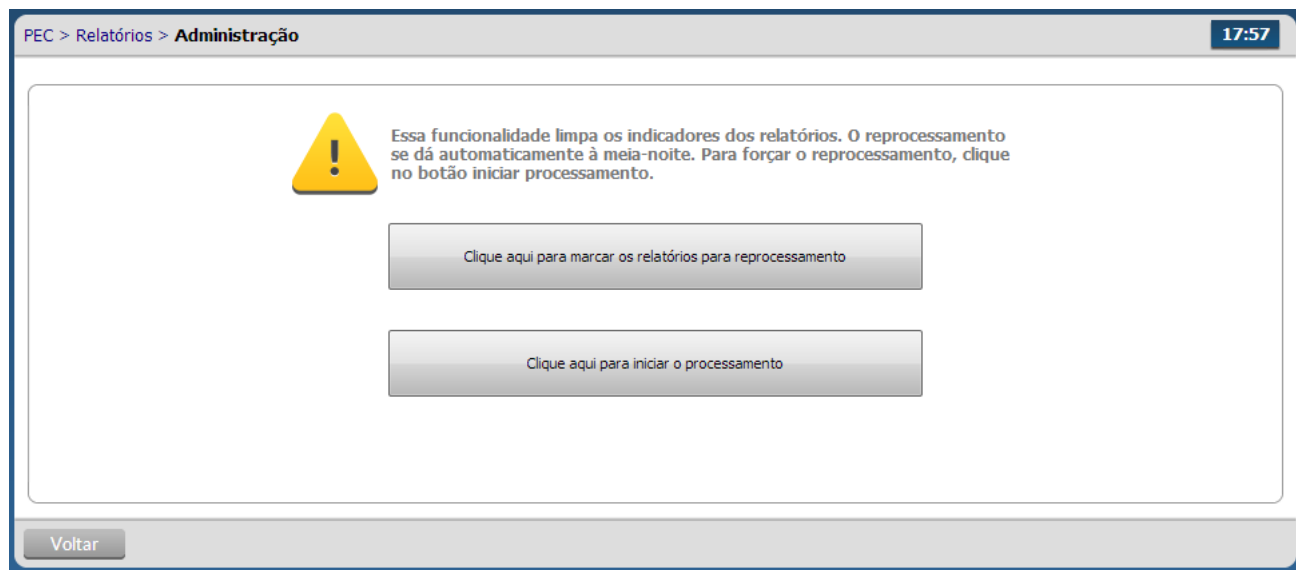 PEC > Relatórios > Administração
17:57
Essa funcionalidade limpa os indicadores dos relatórios. O reprocessamento
se dá automaticamente à meia-noite. Para forçar o reprocessamento, clique
no botão iniciar processamento.
Clique aqui para marcar os relatórios para reprocessamento
Clique aqui para iniciar o processamento
Voltar